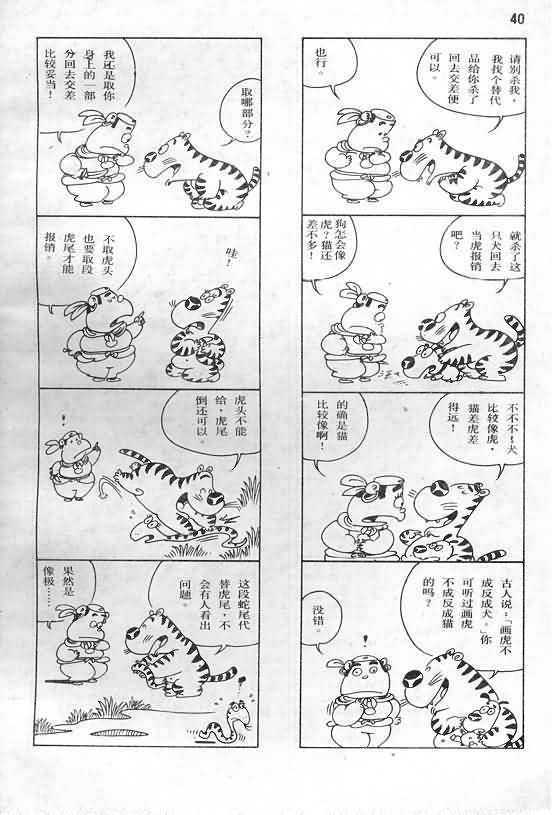 40
请别杀我，
我找个替代
品给你杀了
回去交差便
可以。
也行。
就杀了这
只犬回去
当虎报销
吧？
狗怎会像
虎？猫还
差不多！
不不不！犬
比较像虎，
猫差虎差
得远！
的确是猫
比较像啊！
古人说：「画虎不
成反成犬。」你
可听过画虎
不成反成猫
的吗？
没错。
我还是取你
身上的一部
分回去交差
比较妥当！
取哪
部分？
不取虎头
也要取段
虎尾才能
报销。
哇！
虎头不能
给，虎尾
倒还可以。
这段蛇尾代
替虎尾，不
会有人看出
问题。
果然是
像极……